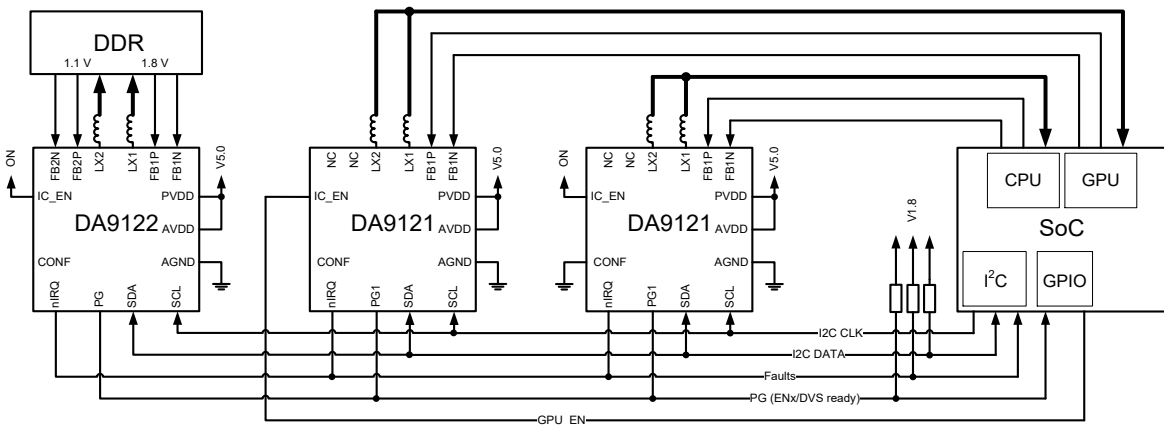 DDR
1.1 V 1.8 V
FB2N FB2P LX2 LX1 FB1P FB1N
ON
V5.0
IC_EN
PVDD
DA9122
AVDD
CONF
AGND
nIRQ PG SDA SCL
NC NC LX2 LX1 FB1P FB1N
V5.0
IC_EN
PVDD
DA9121
AVDD
CONF
AGND
nIRQ PG1 SDA SCL
NC NC LX2 LX1 FB1P FB1N
ON
V5.0
IC_EN
PVDD
DA9121
AVDD
CONF
AGND
nIRQ PG1 SDA SCL
V1.8
CPU GPU
SoC
I2C GPIO
I2C CLK
I2C DATA
Faults
PG (ENx/DVS ready)
GPU_EN